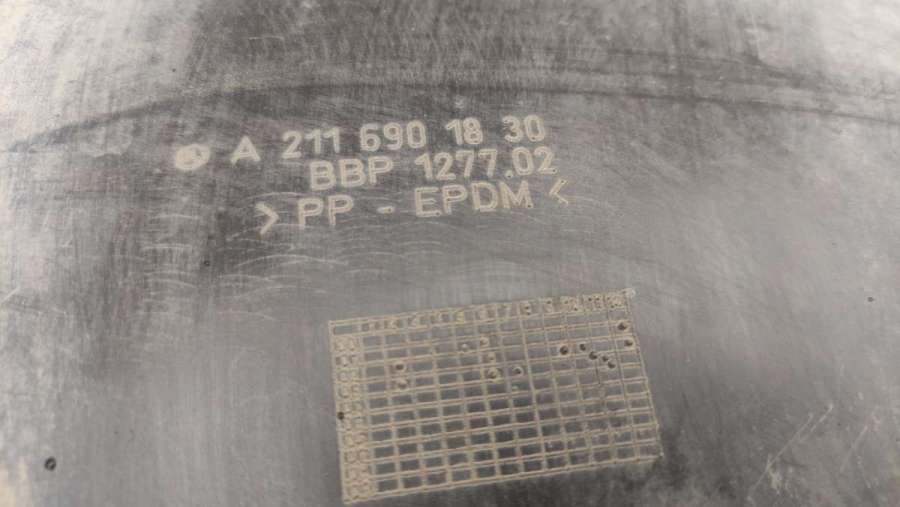 A 211 690 18 30
BBP 1277.02
> PP - EPDM <